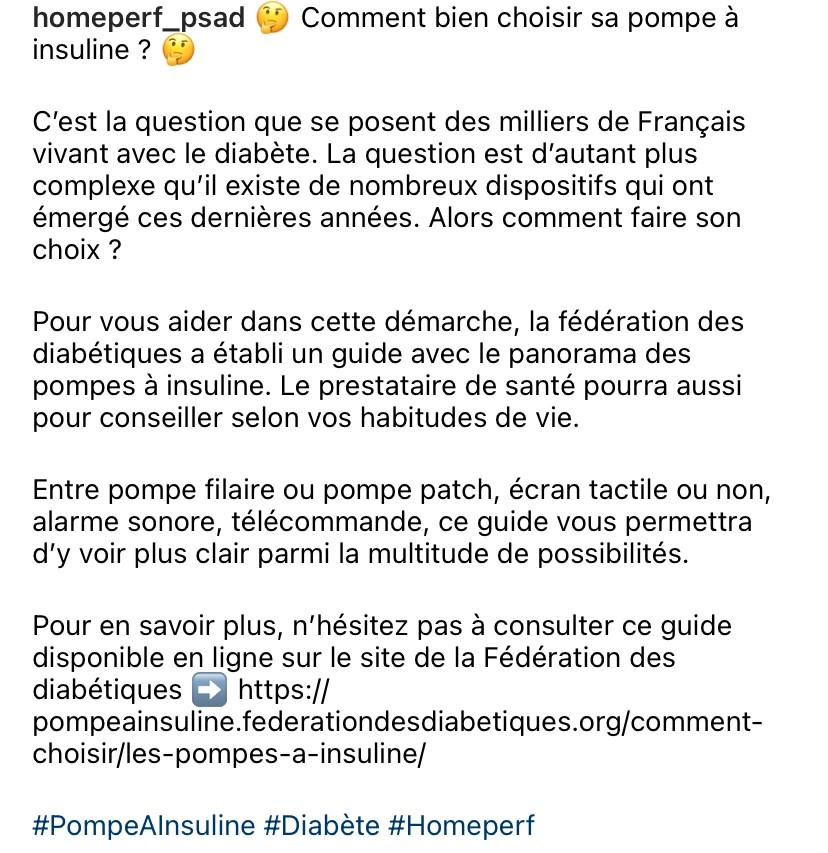 homeperf_psad 🤔 Comment bien choisir sa pompe à
insuline ? 🤔
C’est la question que se posent des milliers de Français
vivant avec le diabète. La question est d’autant plus
complexe qu’il existe de nombreux dispositifs qui ont
émergé ces dernières années. Alors comment faire son
choix ?
Pour vous aider dans cette démarche, la fédération des
diabétiques a établi un guide avec le panorama des
pompes à insuline. Le prestataire de santé pourra aussi
pour conseiller selon vos habitudes de vie.
Entre pompe filaire ou pompe patch, écran tactile ou non,
alarme sonore, télécommande, ce guide vous permettra
d’y voir plus clair parmi la multitude de possibilités.
Pour en savoir plus, n’hésitez pas à consulter ce guide
disponible en ligne sur le site de la Fédération des
diabétiques ➡️ https://
pompeainsuline.federationdesdiabetiques.org/comment-
choisir/les-pompes-a-insuline/
#PompeAInsuline #Diabète #Homeperf